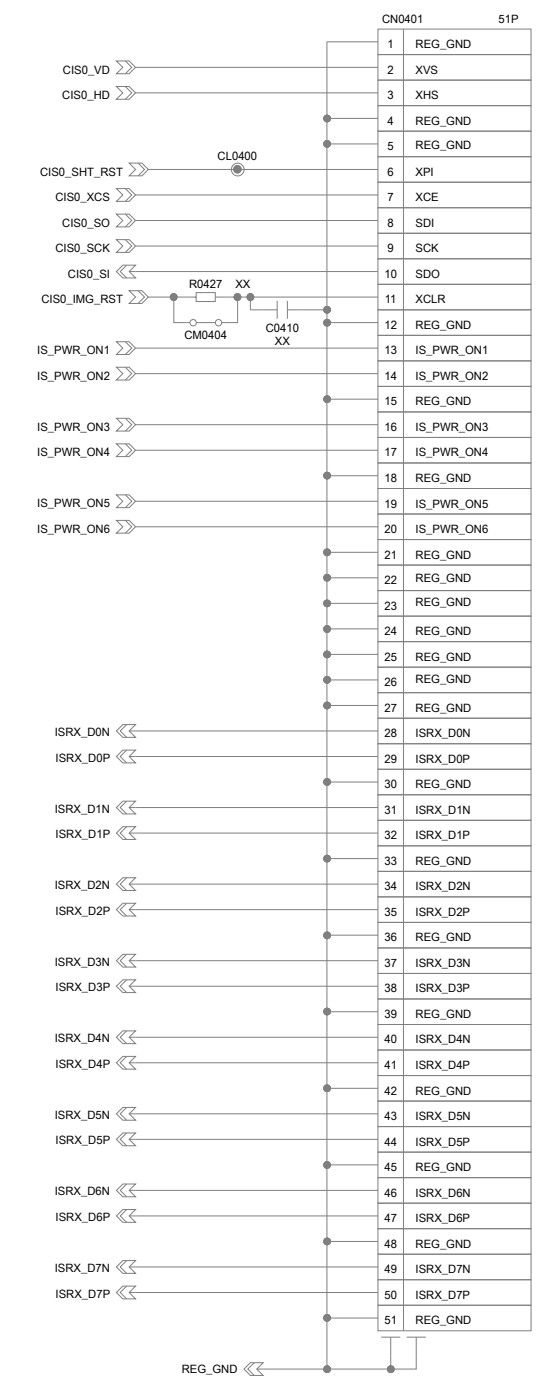 CN0401 51P
1 REG_GND
CIS0_VD 2 XVS
CIS0_HD 3 XHS
4 REG_GND
5 REG_GND
CL0400
CIS0_SHT_RST 6 XPI
CIS0_XCS 7 XCE
CIS0_SO 8 SDI
CIS0_SCK 9 SCK
CIS0_SI 10 SDO
R0427 XX
CIS0_IMG_RST 11 XCLR
CM0404 C0410 12 REG_GND
XX
IS_PWR_ON1 13 IS_PWR_ON1
IS_PWR_ON2 14 IS_PWR_ON2
15 REG_GND
IS_PWR_ON3 16 IS_PWR_ON3
IS_PWR_ON4 17 IS_PWR_ON4
18 REG_GND
IS_PWR_ON5 19 IS_PWR_ON5
IS_PWR_ON6 20 IS_PWR_ON6
21 REG_GND
22 REG_GND
23 REG_GND
24 REG_GND
25 REG_GND
26 REG_GND
27 REG_GND
ISRX_D0N 28 ISRX_D0N
ISRX_D0P 29 ISRX_D0P
30 REG_GND
ISRX_D1N 31 ISRX_D1N
ISRX_D1P 32 ISRX_D1P
33 REG_GND
ISRX_D2N 34 ISRX_D2N
ISRX_D2P 35 ISRX_D2P
36 REG_GND
ISRX_D3N 37 ISRX_D3N
ISRX_D3P 38 ISRX_D3P
39 REG_GND
ISRX_D4N 40 ISRX_D4N
ISRX_D4P 41 ISRX_D4P
42 REG_GND
ISRX_D5N 43 ISRX_D5N
ISRX_D5P 44 ISRX_D5P
45 REG_GND
ISRX_D6N 46 ISRX_D6N
ISRX_D6P 47 ISRX_D6P
48 REG_GND
ISRX_D7N 49 ISRX_D7N
ISRX_D7P 50 ISRX_D7P
51 REG_GND
REG_GND